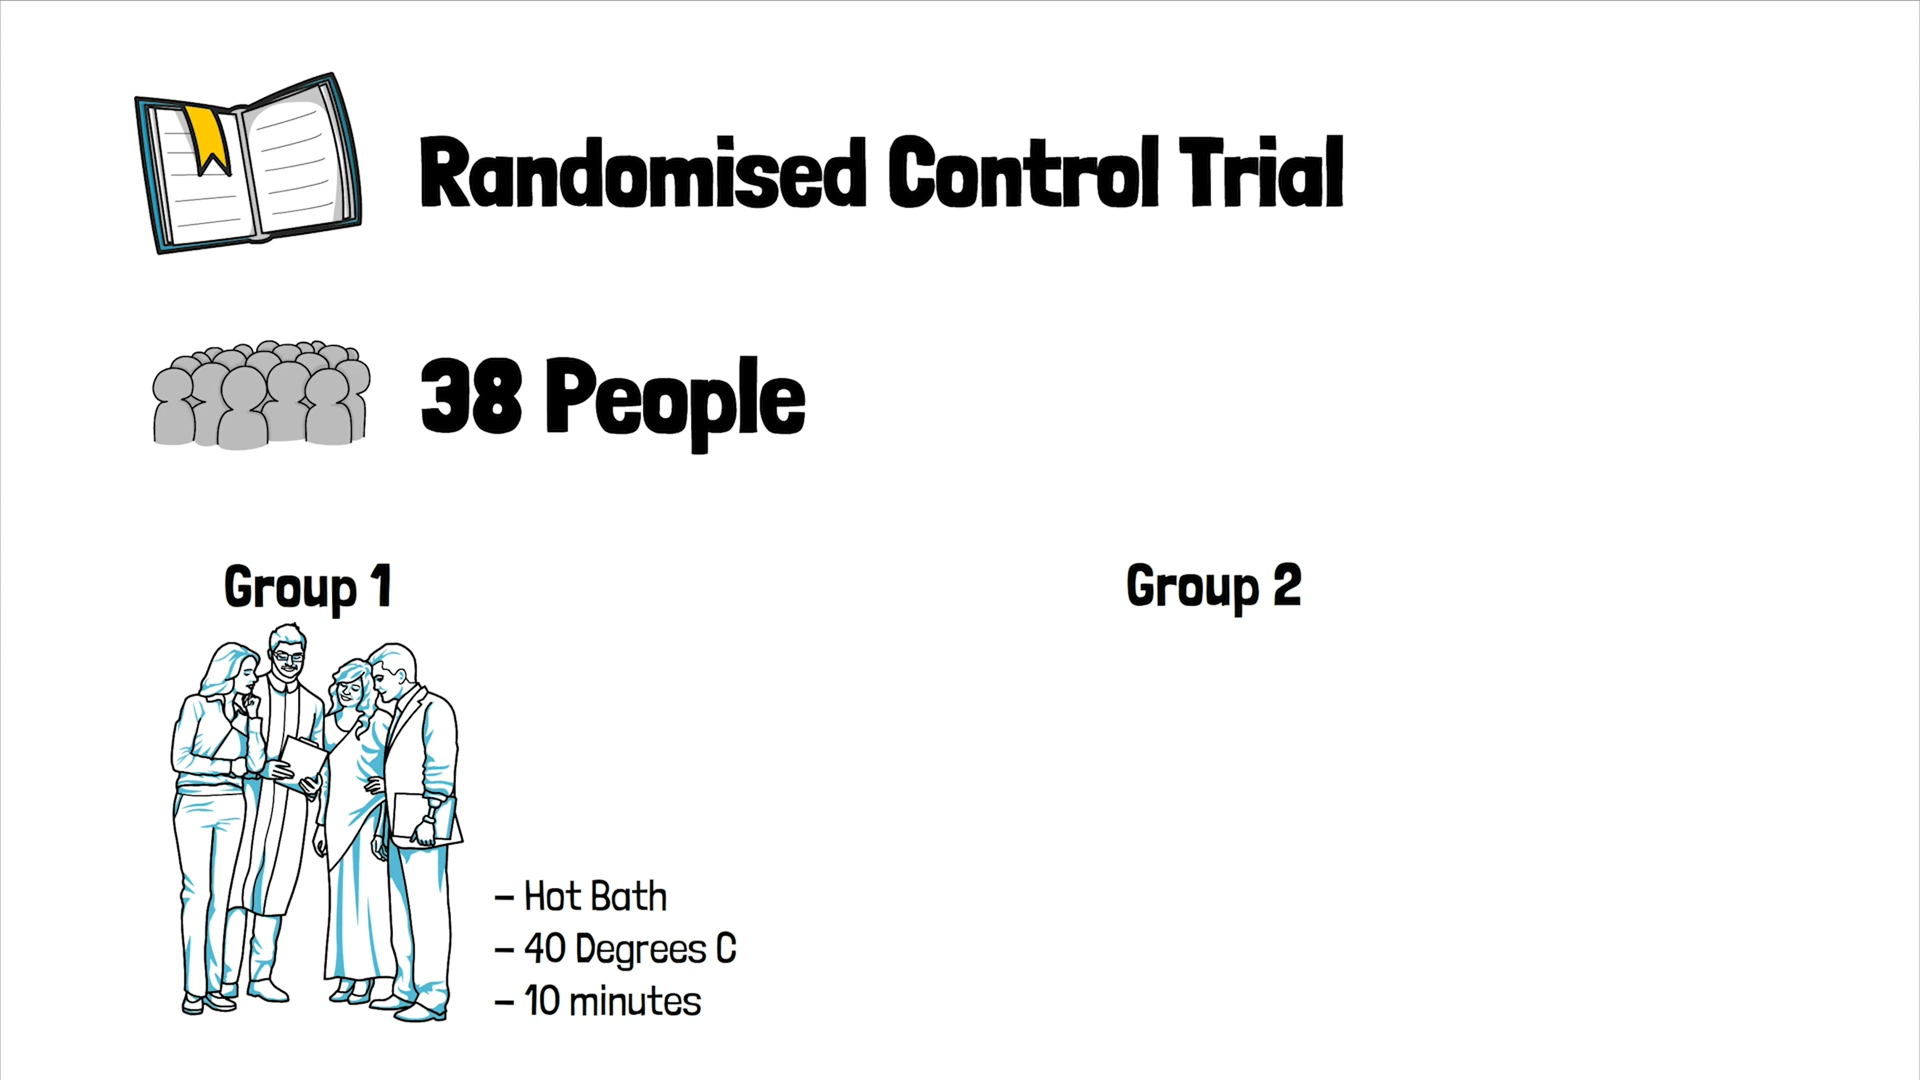 Randomised Control Trial
38 People
Group 1
Group 2
– Hot Bath
– 40 Degrees C
– 10 minutes